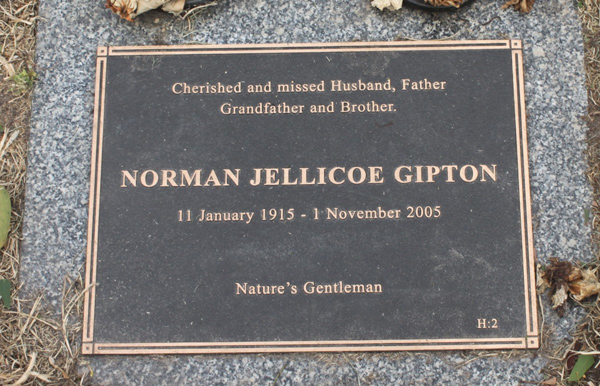 Cherished and missed Husband, Father
Grandfather and Brother.
NORMAN JELLICOE GIPTON
11 January 1915 - 1 November 2005
Nature's Gentleman
H:2